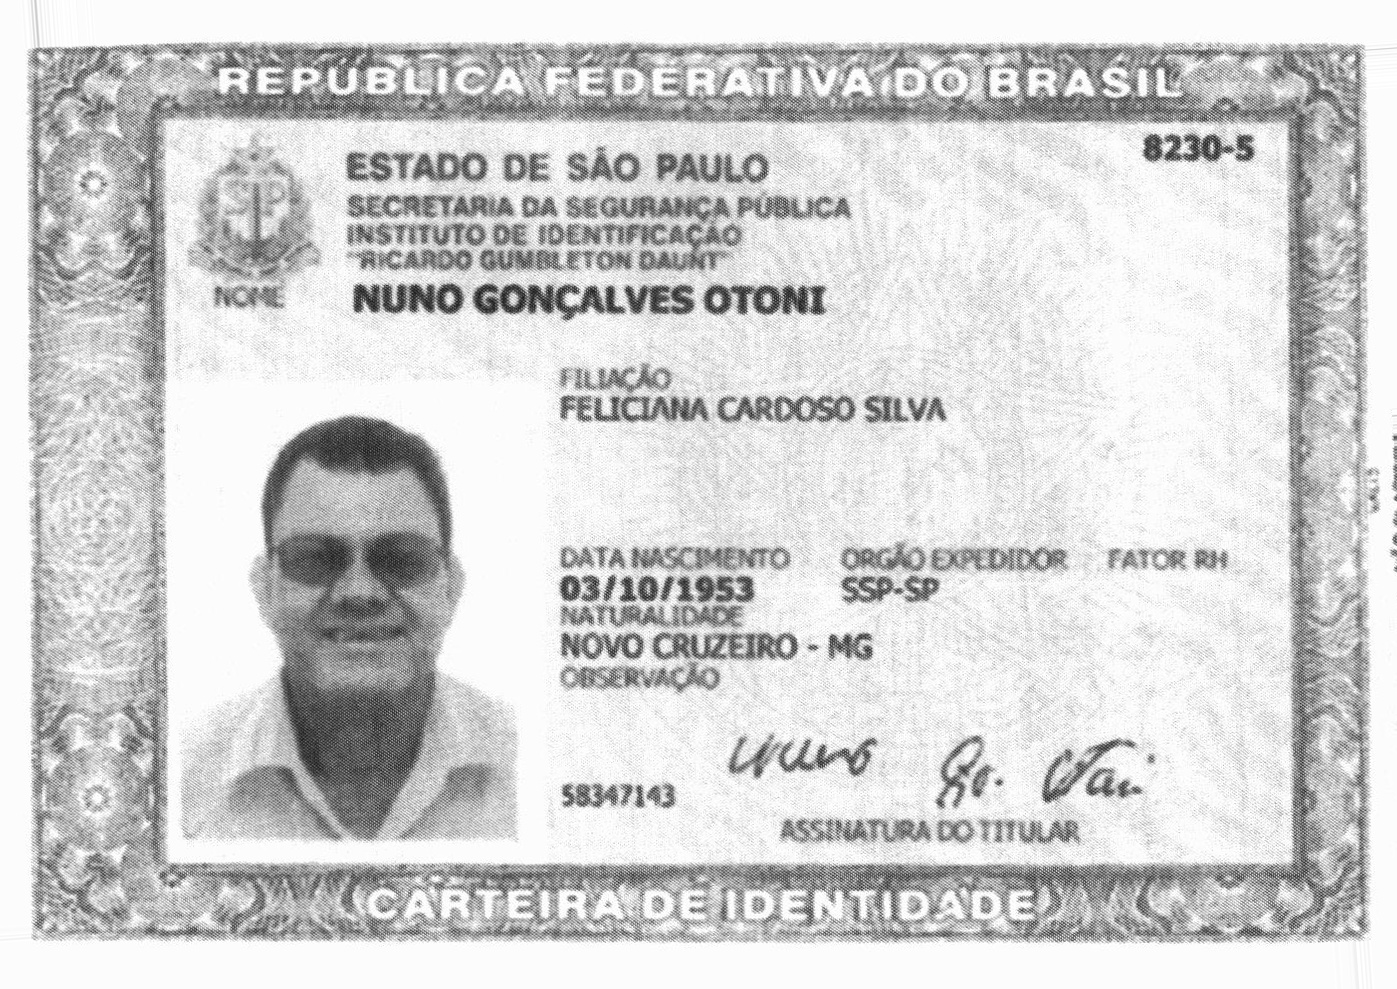 REPÚBLICA FEDERATIVA DO BRASIL
8230-5
ESTADO DE SÃO PAULO
SECRETARIA DA SEGURANÇA PÚBLICA
INSTITUTO DE IDENTIFICAÇÃO
"RICARDO GUMBLETON DAUNT"
NOME NUNO GONÇALVES OTONI
FILIAÇÃO
FELICIANA CARDOSO SILVA
DATA NASCIMENTO ORGÃO EXPEDIDOR FATOR RH
03/10/1953 SSP-SP
NATURALIDADE
NOVO CRUZEIRO - MG
OBSERVAÇÃO
Nuno Go. Otoni
58347143
ASSINATURA DO TITULAR
CARTEIRA DE IDENTIDADE